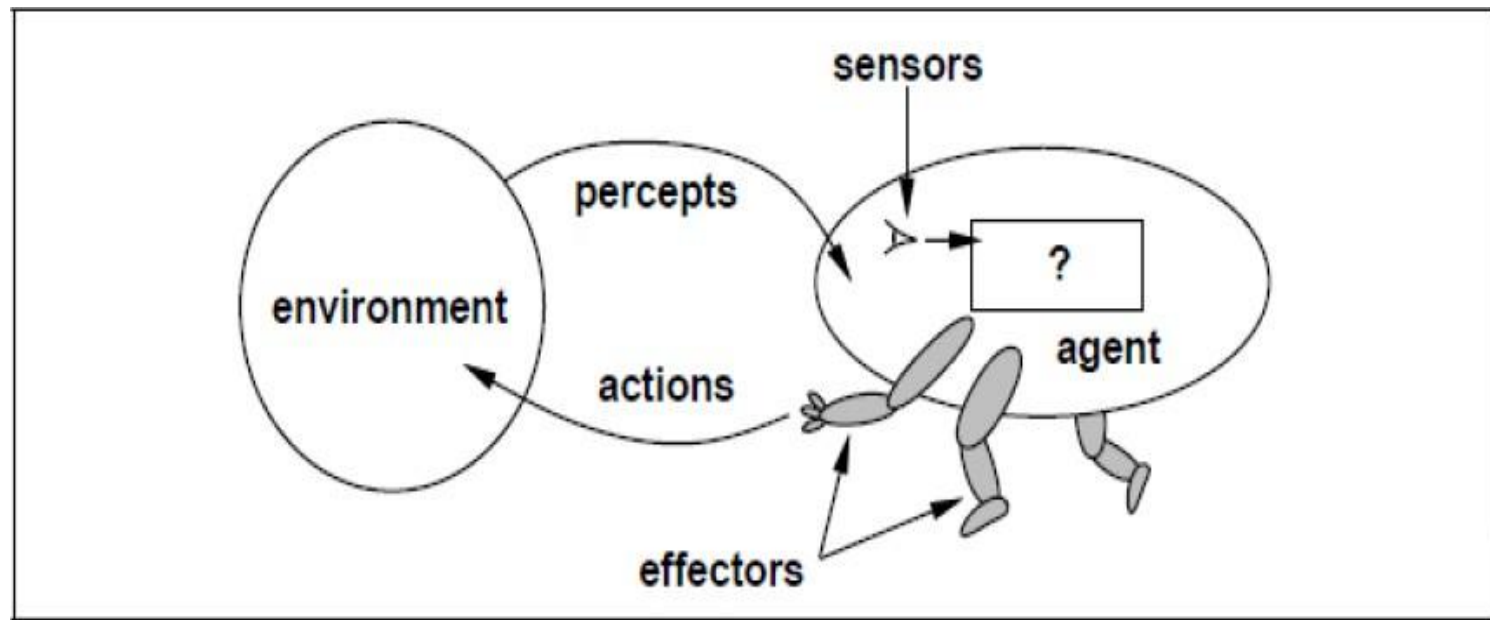 sensors
percepts
?
environment
agent
actions
effectors